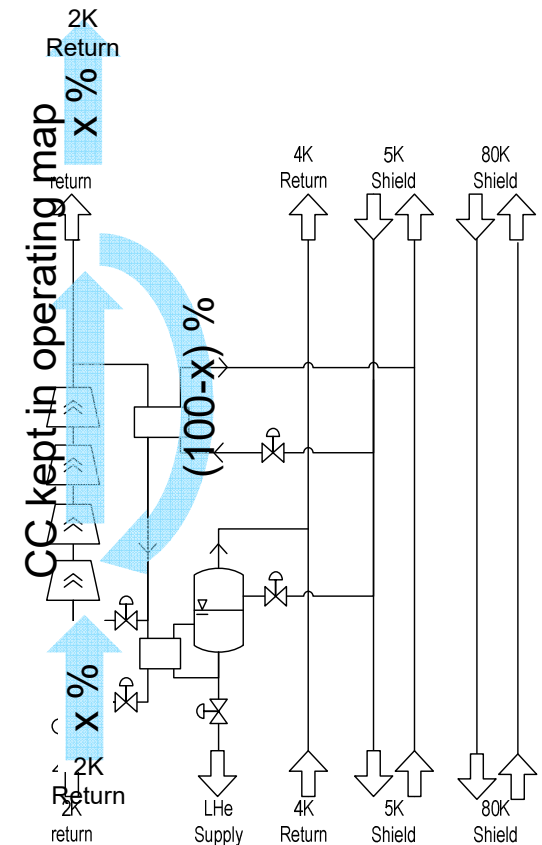 2K
Return
x %
return
CC kept in operating map
(100-x) %
4K
Return
5K
Shield
80K
Shield
x %
2K
Return
2K
return
LHe
Supply
4K
Return
5K
Shield
80K
Shield